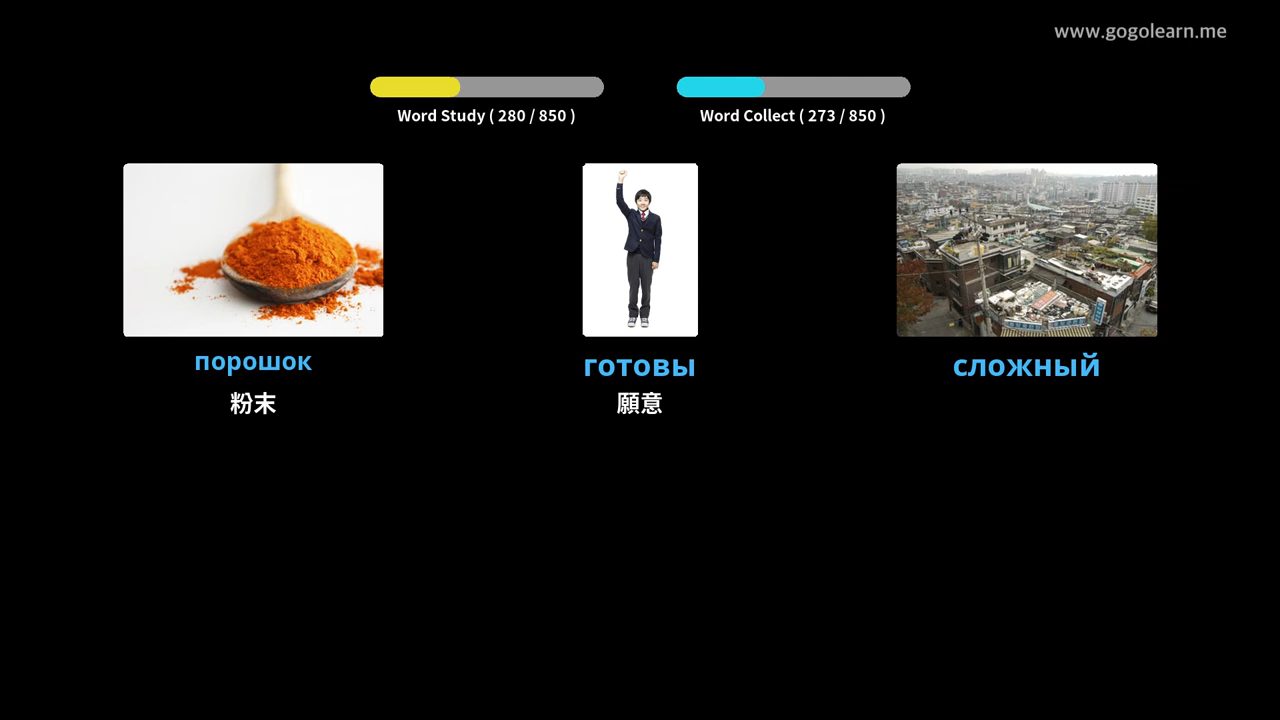 www.gogolearn.me
Word Study ( 280 / 850 )
Word Collect ( 273 / 850 )
порошок
готовы
сложный
粉末
願意